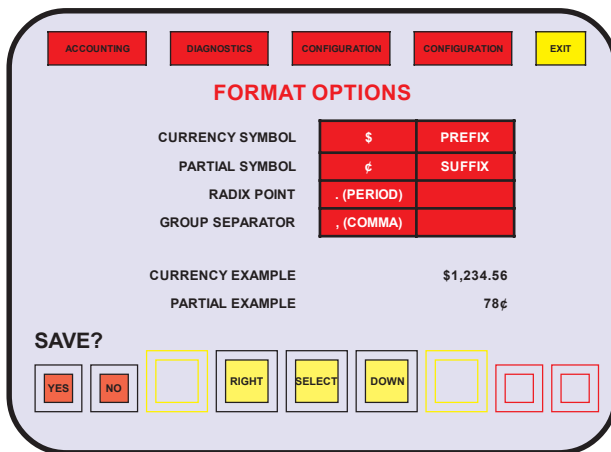 ACCOUNTING DIAGNOSTICS CONFIGURATION CONFIGURATION EXIT
FORMAT OPTIONS
CURRENCY SYMBOL $ PREFIX
PARTIAL SYMBOL ¢ SUFFIX
RADIX POINT . (PERIOD)
GROUP SEPARATOR , (COMMA)
CURRENCY EXAMPLE $1,234.56
PARTIAL EXAMPLE 78¢
SAVE?
YES NO RIGHT SELECT DOWN